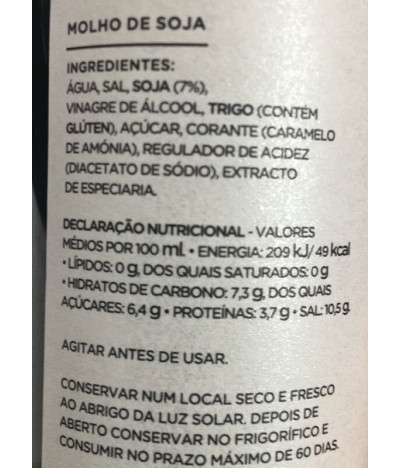 MOLHO DE SOJA
INGREDIENTES:
ÁGUA, SAL, SOJA (7%),
VINAGRE DE ÁLCOOL, TRIGO (CONTÉM
GLÚTEN), AÇÚCAR, CORANTE (CARAMELO
DE AMÓNIA), REGULADOR DE ACIDEZ
(DIACETATO DE SÓDIO), EXTRACTO
DE ESPECIARIA.
DECLARAÇÃO NUTRICIONAL - VALORES
MÉDIOS POR 100 ml. • ENERGIA: 209 kJ/49 kcal
• LÍPIDOS: 0 g, DOS QUAIS SATURADOS: 0 g
• HIDRATOS DE CARBONO: 7,3 g, DOS QUAIS
AÇÚCARES: 6,4 g • PROTEÍNAS: 3,7 g • SAL: 10,5 g.
AGITAR ANTES DE USAR.
CONSERVAR NUM LOCAL SECO E FRESCO
AO ABRIGO DA LUZ SOLAR. DEPOIS DE
ABERTO CONSERVAR NO FRIGORÍFICO E
CONSUMIR NO PRAZO MÁXIMO DE 60 DIAS.